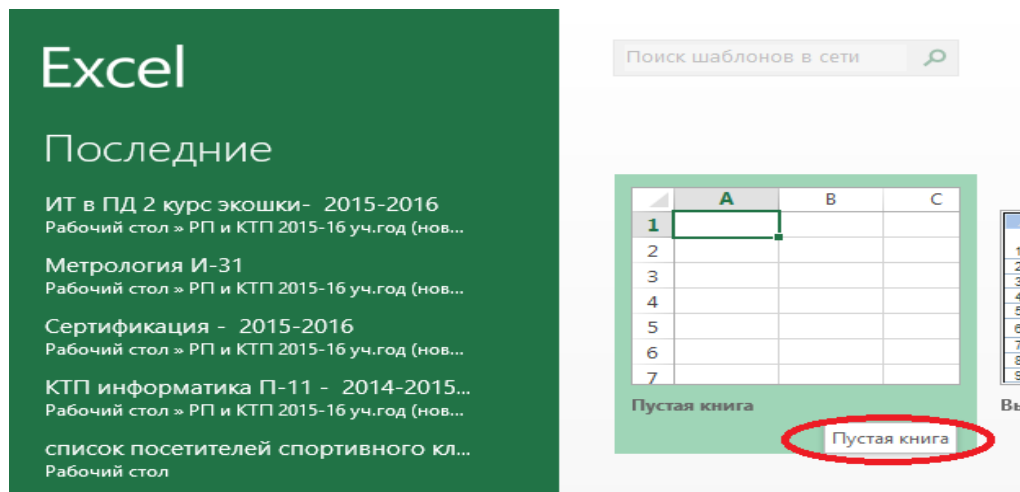 Excel
Последние
ИТ в ПД 2 курс экошки- 2015-2016
Рабочий стол » РП и КТП 2015-16 уч.год (нов...
Метрология И-31
Рабочий стол » РП и КТП 2015-16 уч.год (нов...
Сертификация - 2015-2016
Рабочий стол » РП и КТП 2015-16 уч.год (нов...
КТП информатика П-11 - 2014-2015...
Рабочий стол » РП и КТП 2015-16 уч.год (нов...
список посетителей спортивного кл...
Рабочий стол
Поиск шаблонов в сети
A B C
1
2
3
4
5
6
7
Пустая книга
Пустая книга